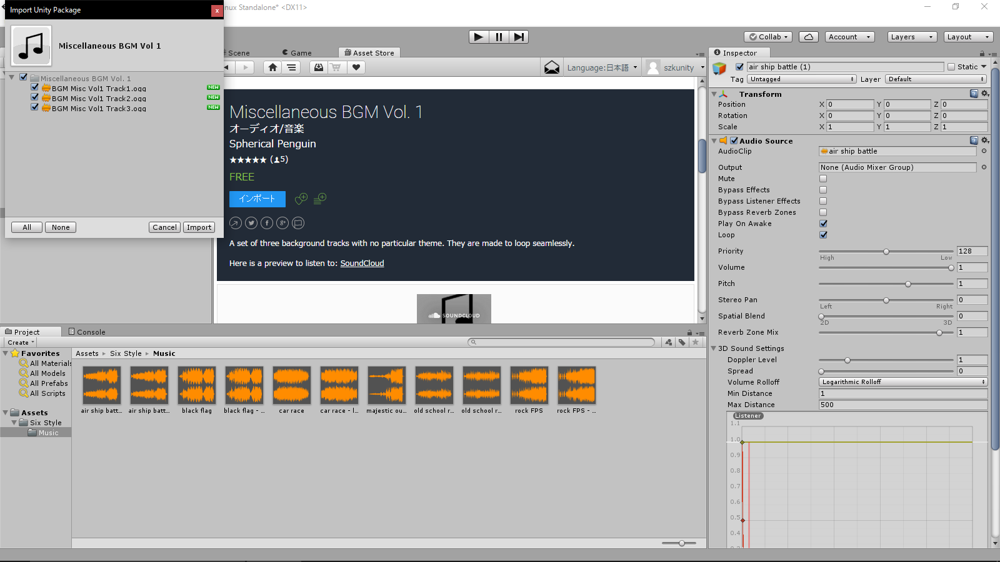 Import Unity Package
x
Miscellaneous BGM Vol 1
Miscellaneous BGM Vol. 1
BGM Misc Vol1 Track1.ogg NEW
BGM Misc Vol1 Track2.ogg NEW
BGM Misc Vol1 Track3.ogg NEW
All None Cancel Import
nux Standalone* <DX11>
Collab Account Layers Layout
Scene Game Asset Store
Language:日本語 szkunity
Miscellaneous BGM Vol. 1
オーディオ/音楽
Spherical Penguin
★★★★★ (5)
FREE
インポート
A set of three background tracks with no particular theme. They are made to loop seamlessly.
Here is a preview to listen to: SoundCloud
SOUNDCLOUD
Project Console
Create
Favorites
All Materials
All Models
All Prefabs
All Scripts
Assets
Six Style
Music
Assets ▸ Six Style ▸ Music
air ship batt... air ship batt... black flag black flag - ... car race car race - l... majestic ou... old school r... old school r... rock FPS rock FPS - ...
Inspector
air ship battle (1) Static
Tag Untagged Layer Default
Transform
Position X 0 Y 0 Z 0
Rotation X 0 Y 0 Z 0
Scale X 1 Y 1 Z 1
Audio Source
AudioClip air ship battle
Output None (Audio Mixer Group)
Mute
Bypass Effects
Bypass Listener Effects
Bypass Reverb Zones
Play On Awake
Loop
Priority 128
High Low
Volume 1
Pitch 1
Stereo Pan 0
Left Right
Spatial Blend 0
2D 3D
Reverb Zone Mix 1
3D Sound Settings
Doppler Level 1
Spread 0
Volume Rolloff Logarithmic Rolloff
Min Distance 1
Max Distance 500
Listener
1.1
1.0
0.9
0.8
0.7
0.6
0.5
0.4